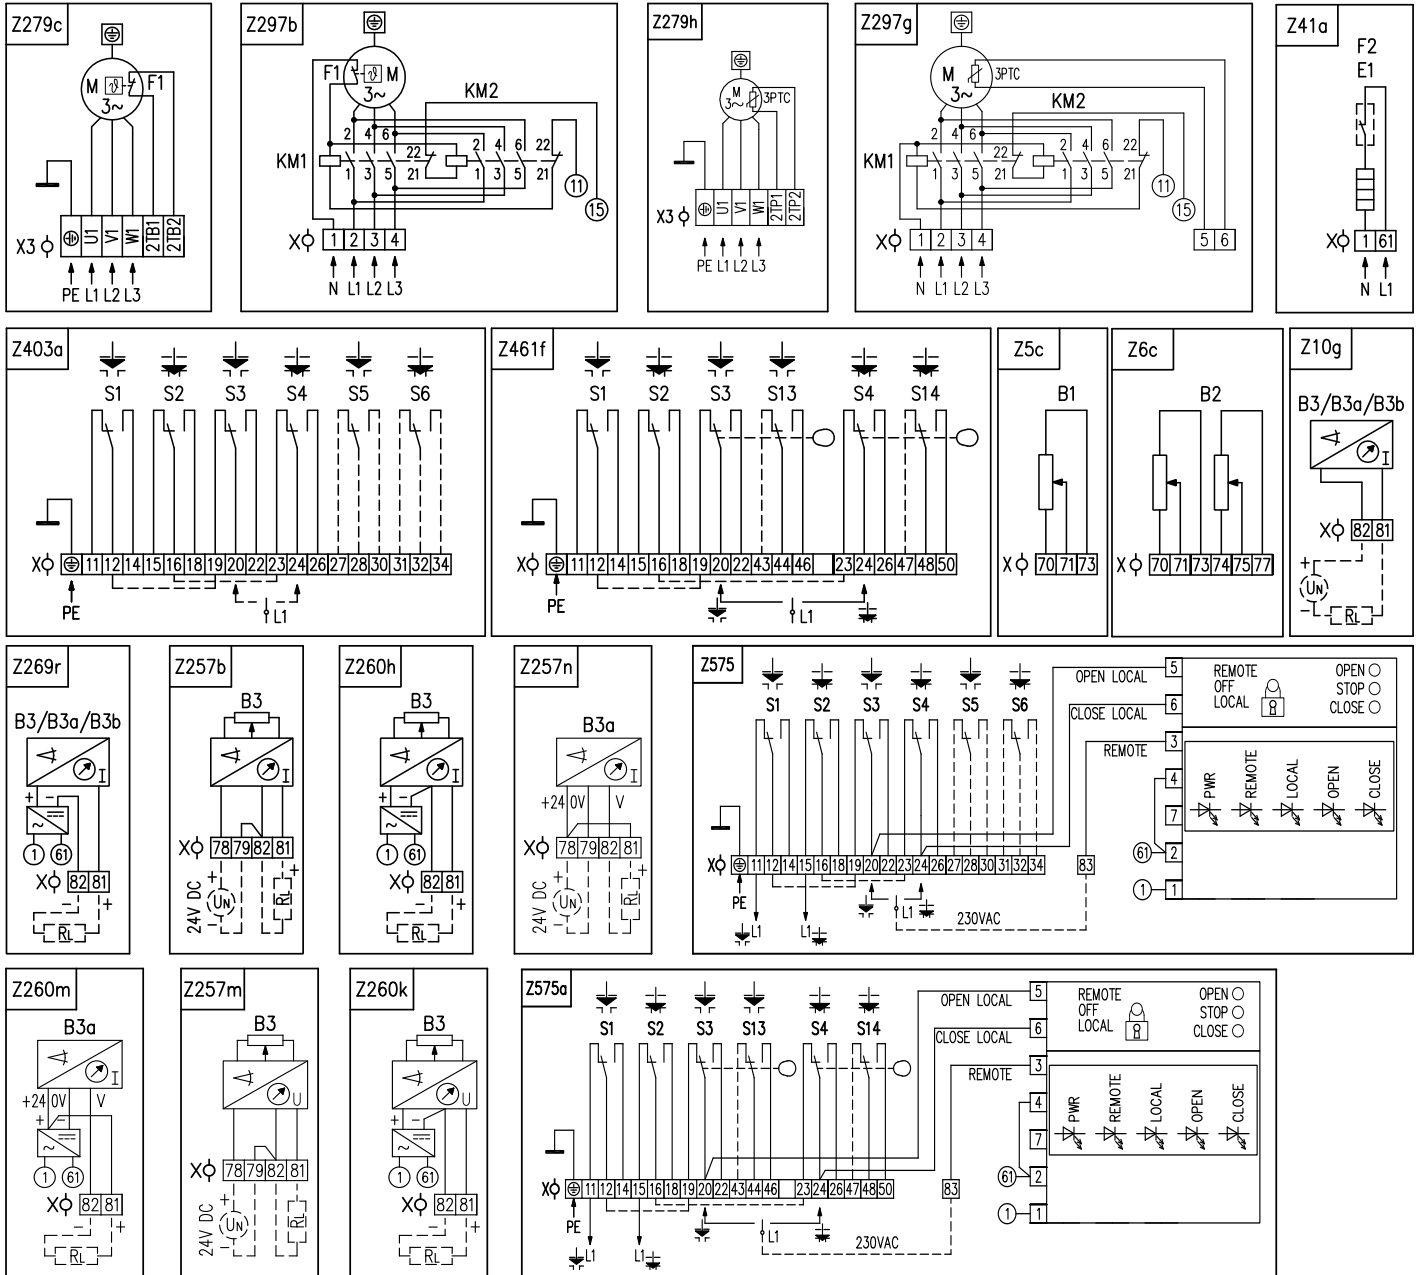 Z279c
M
ϑ
F1
3~
X3
U1
V1
W1
2TB1
2TB2
PE L1 L2 L3
Z297b
F1
ϑ
M
3~
KM2
2 4 6
22
2 4 6 22
KM1
1 3 5
21
1 3 5 21
11
15
X 1 2 3 4
N L1 L2 L3
Z279h
M
3~
3PTC
X3
U1
V1
W1
2TP1
2TP2
PE L1 L2 L3
Z297g
M
3~
3PTC
KM2
2 4 6
22
2 4 6 22
KM1
1 3 5
21
1 3 5 21
11
15
X 1 2 3 4
5 6
N L1 L2 L3
Z41a
F2
E1
X 1 61
N L1
Z403a
S1 S2 S3 S4 S5 S6
X 11 12 14 15 16 18 19 20 22 23 24 26 27 28 30 31 32 34
PE
L1
Z461f
S1 S2 S3 S13 S4 S14
X 11 12 14 15 16 18 19 20 22 43 44 46 23 24 26 47 48 50
PE
L1
Z5c
B1
X 70 71 73
Z6c
B2
X 70 71 73 74 75 77
Z10g
B3/B3a/B3b
I
X 82 81
+
UN
–
RL
Z269r
B3/B3a/B3b
I
+ –
~
1 61
X 82 81
– +
RL
Z257b
B3
I
X 78 79 82 81
24V DC
+
UN
–
– +
RL
Z260h
B3
I
+ –
~
1 61
X 82 81
– +
RL
Z257n
B3a
I
+24 0V V
X 78 79 82 81
24V DC
+
UN
–
– +
RL
Z575
S1 S2 S3 S4 S5 S6
X 11 12 14 15 16 18 19 20 22 23 24 26 27 28 30 31 32 34
83
PE
L1
L1
L1
230VAC
OPEN LOCAL 5
CLOSE LOCAL 6
REMOTE 3
4
7
61 2
1 1
REMOTE
OFF
LOCAL
OPEN
STOP
CLOSE
PWR
REMOTE
LOCAL
OPEN
CLOSE
Z260m
B3a
I
+24 0V V
+ –
~
1 61
X 82 81
– +
RL
Z257m
B3
U
X 78 79 82 81
24V DC
+
UN
–
– +
RL
Z260k
B3
U
+ –
~
1 61
X 82 81
– +
RL
Z575a
S1 S2 S3 S13 S4 S14
X 11 12 14 15 16 18 19 20 22 43 44 46 23 24 26 47 48 50
83
PE
L1
L1
L1
230VAC
OPEN LOCAL 5
CLOSE LOCAL 6
REMOTE 3
4
7
61 2
1 1
REMOTE
OFF
LOCAL
OPEN
STOP
CLOSE
PWR
REMOTE
LOCAL
OPEN
CLOSE